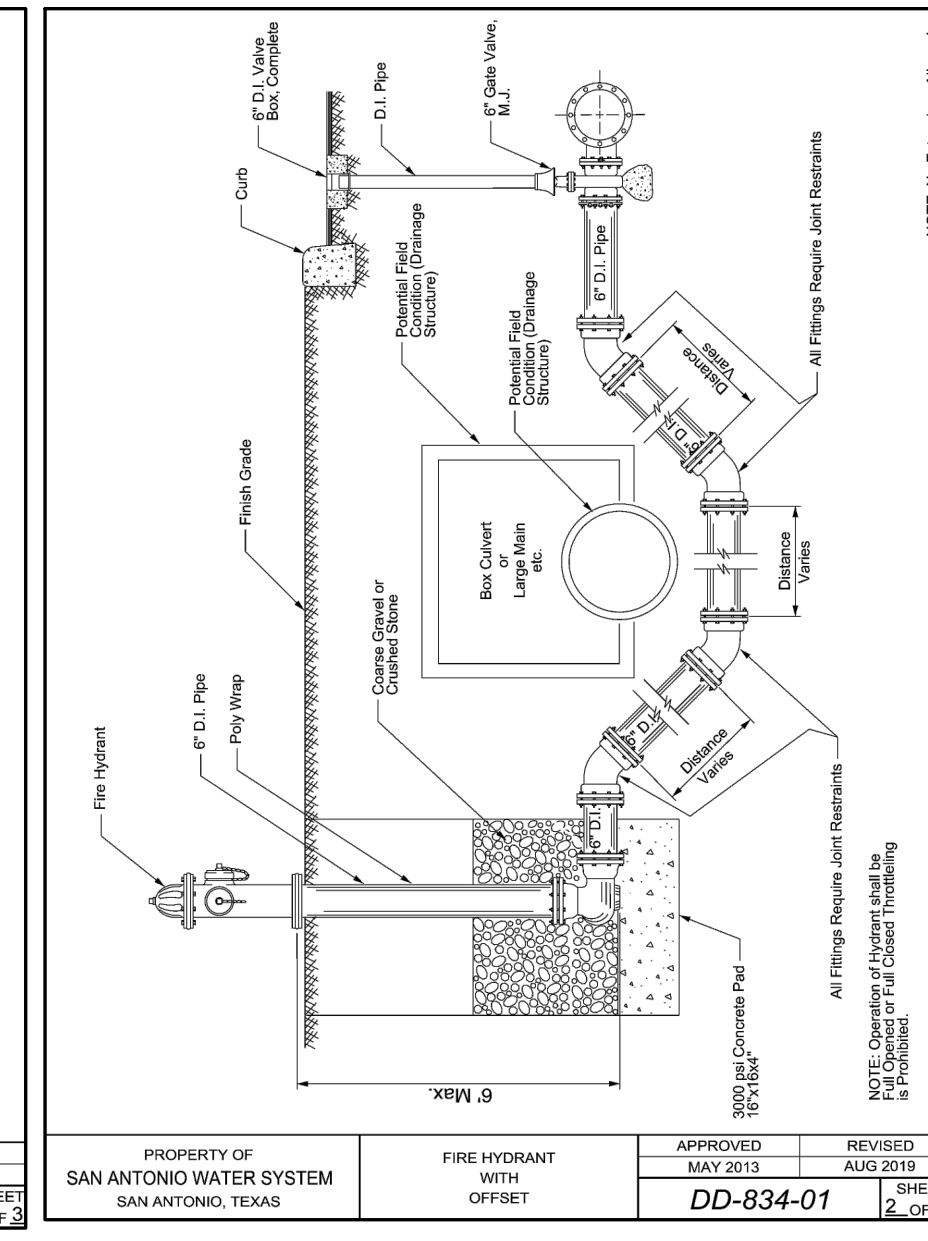 Fire Hydrant
6" D.I. Pipe
Poly Wrap
Finish Grade
Curb
6" D.I. Valve
Box, Complete
D.I. Pipe
6" Gate Valve,
M.J.
Potential Field
Condition (Drainage
Structure)
Potential Field
Condition (Drainage
Structure)
Coarse Gravel or
Crushed Stone
Box Culvert
or
Large Main
etc.
6" D.I. Pipe
Distance
Varies
6" D.I.
Distance
Varies
6" D.I.
Distance
Varies
6" D.I.
All Fittings Require Joint Restraints
All Fittings Require Joint Restraints
6' Max.
3000 psi Concrete Pad
16"x16x4"
NOTE: Operation of Hydrant shall be
Full Opened or Full Closed Throttleling
is Prohibited.
PROPERTY OF
SAN ANTONIO WATER SYSTEM
SAN ANTONIO, TEXAS
FIRE HYDRANT
WITH
OFFSET
APPROVED
MAY 2013
REVISED
AUG 2019
DD-834-01
2
3